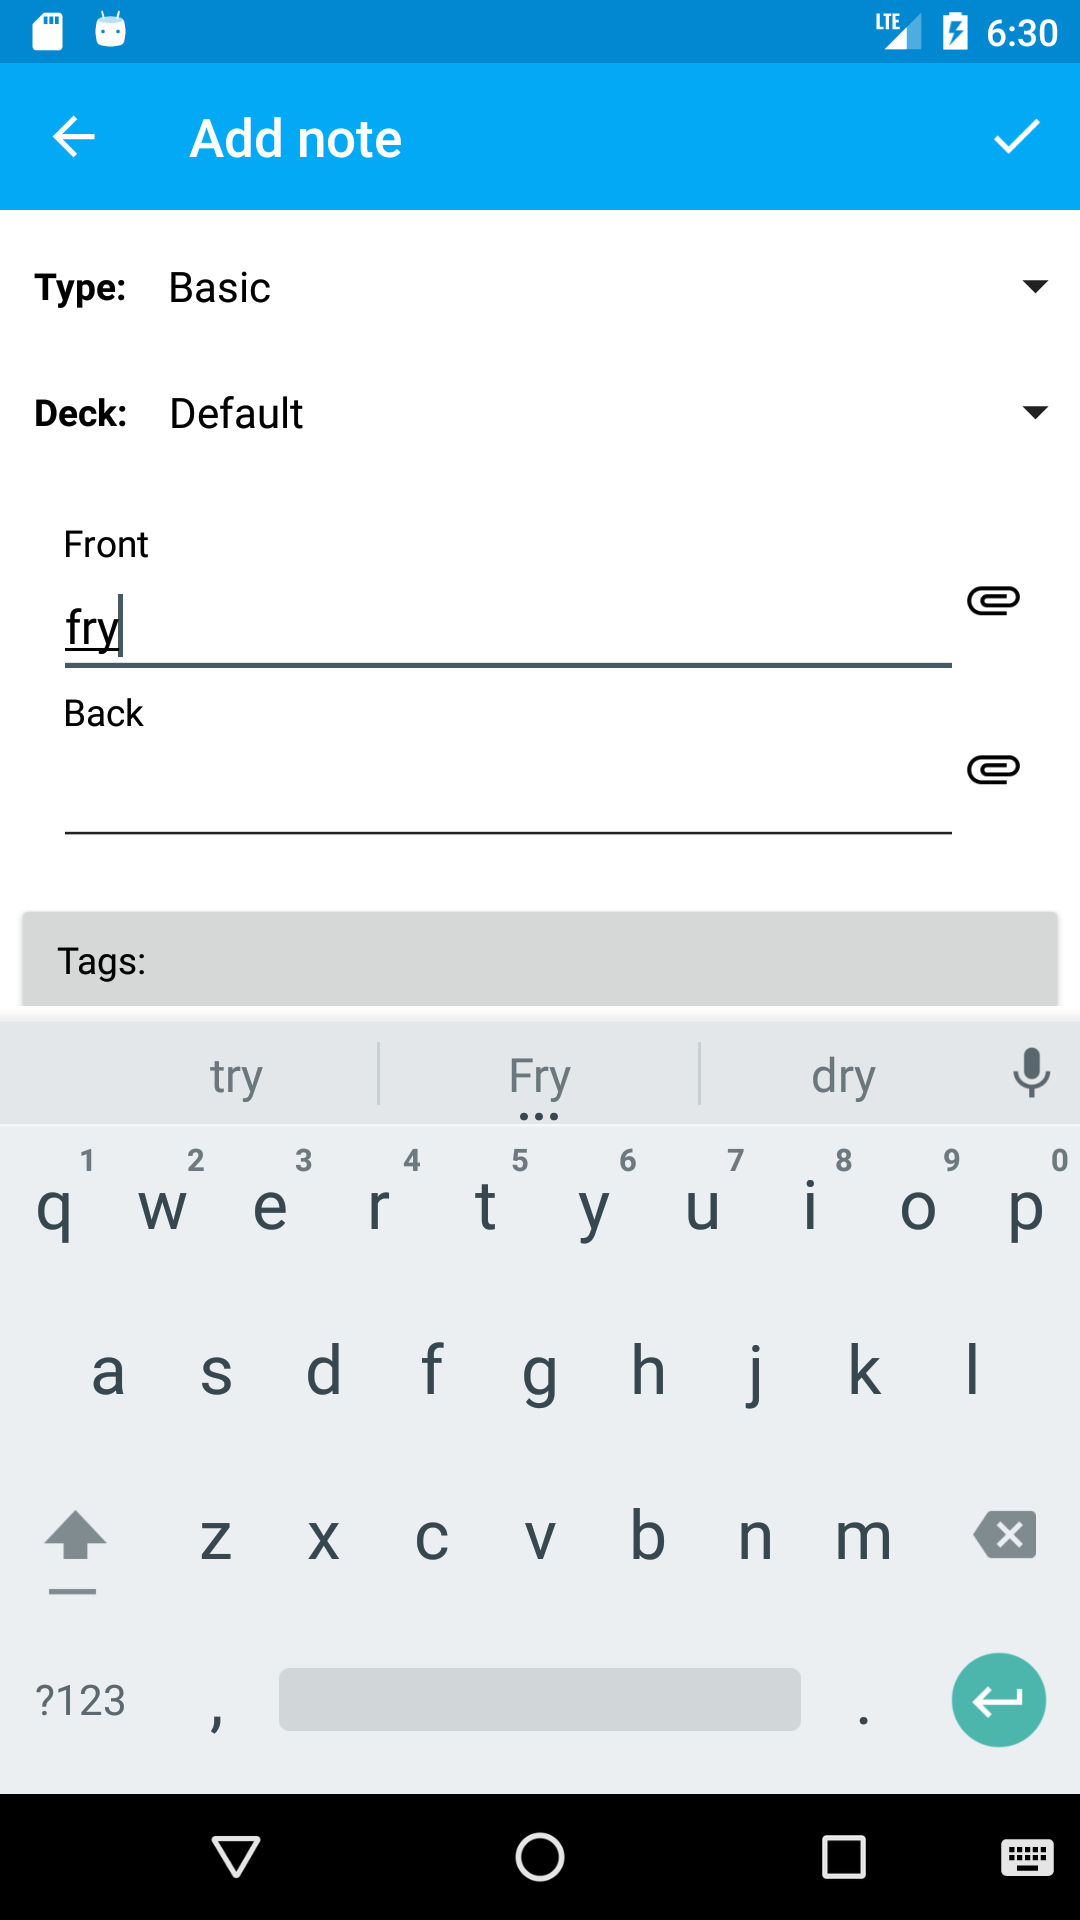 LTE 6:30
Add note
Type: Basic
Deck: Default
Front
fry
Back
Tags:
try Fry dry
1 2 3 4 5 6 7 8 9 0
q w e r t y u i o p
a s d f g h j k l
z x c v b n m
?123 , .